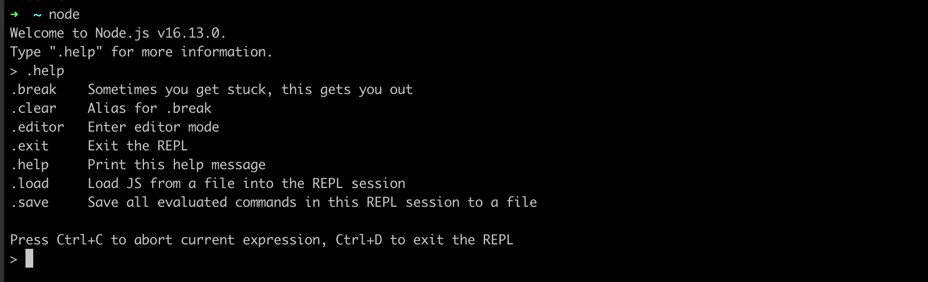 ➜  ~ node
Welcome to Node.js v16.13.0.
Type ".help" for more information.
> .help
.break    Sometimes you get stuck, this gets you out
.clear    Alias for .break
.editor   Enter editor mode
.exit     Exit the REPL
.help     Print this help message
.load     Load JS from a file into the REPL session
.save     Save all evaluated commands in this REPL session to a file

Press Ctrl+C to abort current expression, Ctrl+D to exit the REPL
>